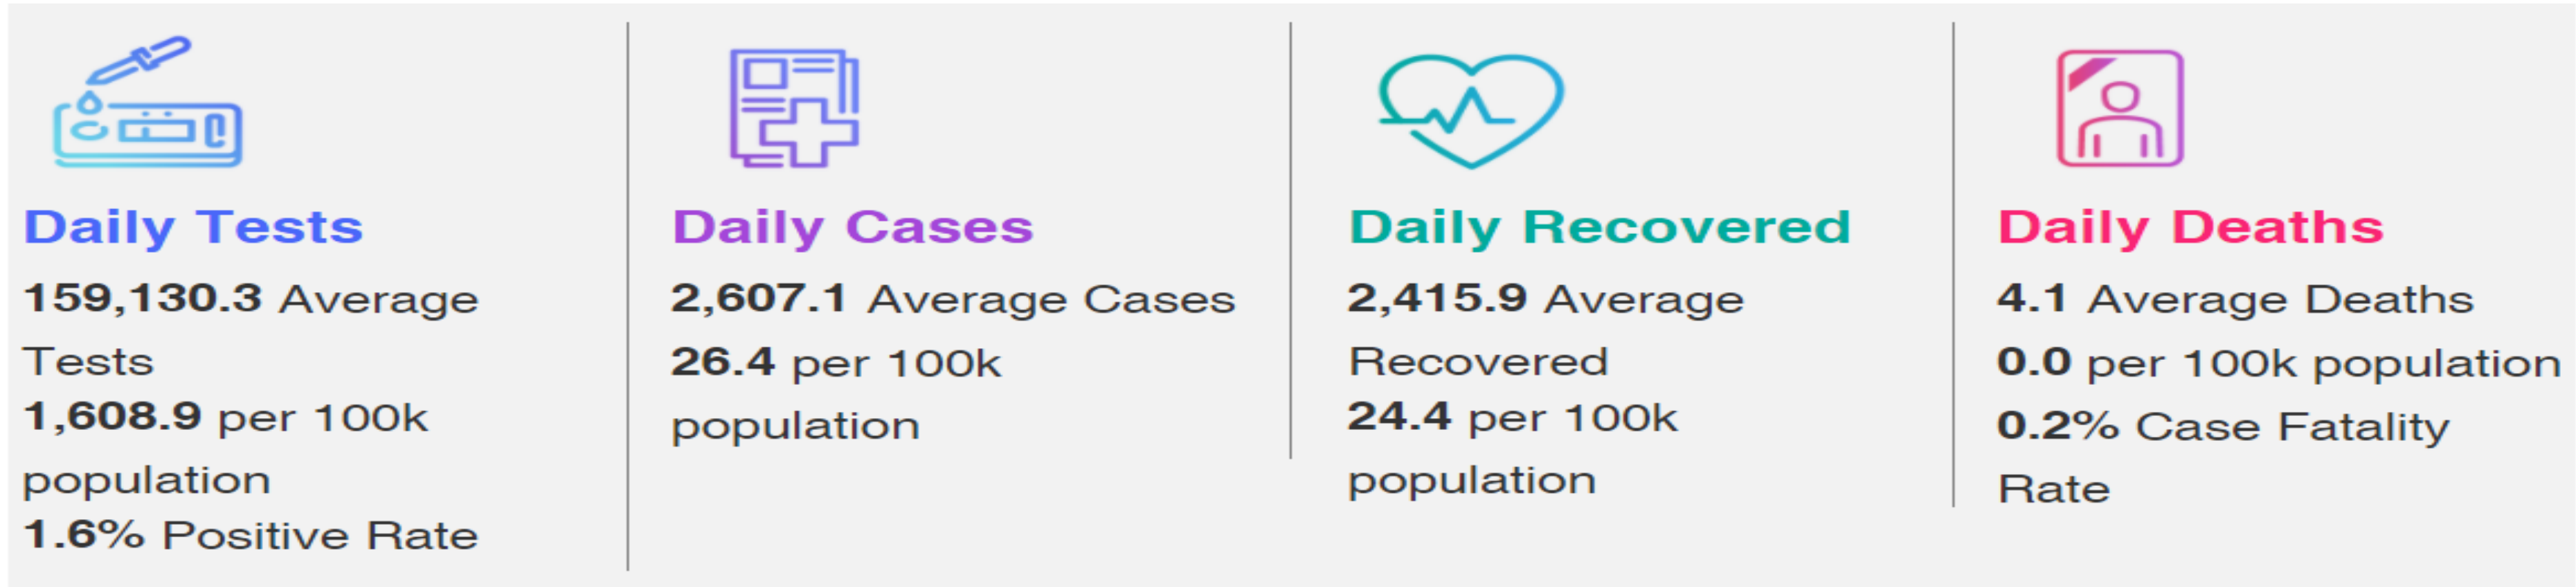 Daily Tests
159,130.3 Average
Tests
1,608.9 per 100k
population
1.6% Positive Rate
Daily Cases
2,607.1 Average Cases
26.4 per 100k
population
Daily Recovered
2,415.9 Average
Recovered
24.4 per 100k
population
Daily Deaths
4.1 Average Deaths
0.0 per 100k population
0.2% Case Fatality
Rate